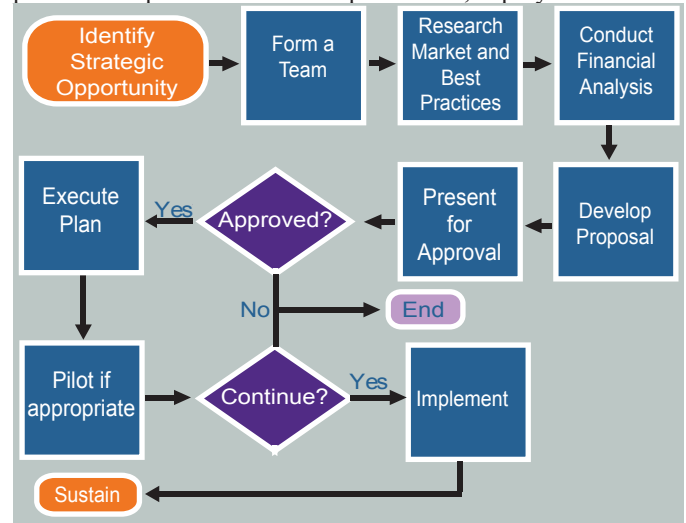 Identify
Strategic
Opportunity
Form a
Team
Research
Market and
Best
Practices
Conduct
Financial
Analysis
Execute
Plan
Yes
Approved?
Present
for
Approval
Develop
Proposal
No
End
Pilot if
appropriate
Continue?
Yes
Implement
Sustain